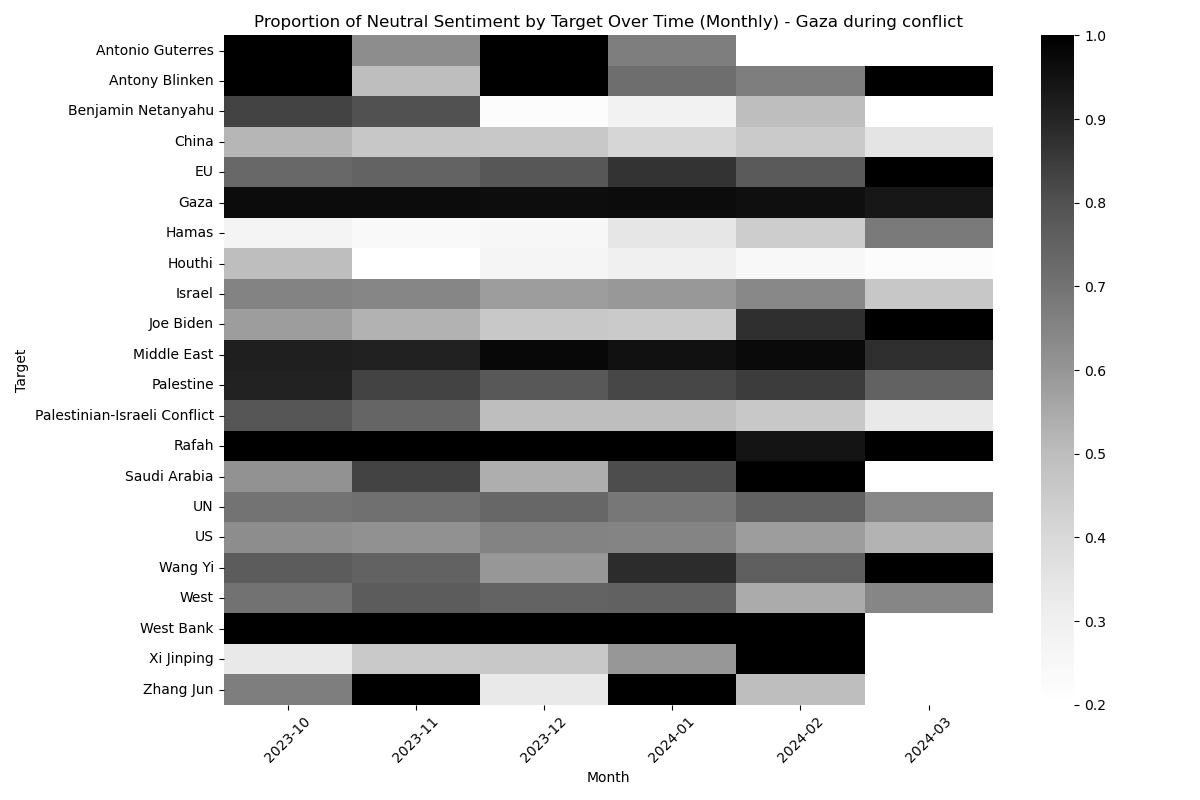 Proportion of Neutral Sentiment by Target Over Time (Monthly) - Gaza during conflict
Target
Antonio Guterres
Antony Blinken
Benjamin Netanyahu
China
EU
Gaza
Hamas
Houthi
Israel
Joe Biden
Middle East
Palestine
Palestinian-Israeli Conflict
Rafah
Saudi Arabia
UN
US
Wang Yi
West
West Bank
Xi Jinping
Zhang Jun
2023-10
2023-11
2023-12
2024-01
2024-02
2024-03
Month
1.0
0.9
0.8
0.7
0.6
0.5
0.4
0.3
0.2